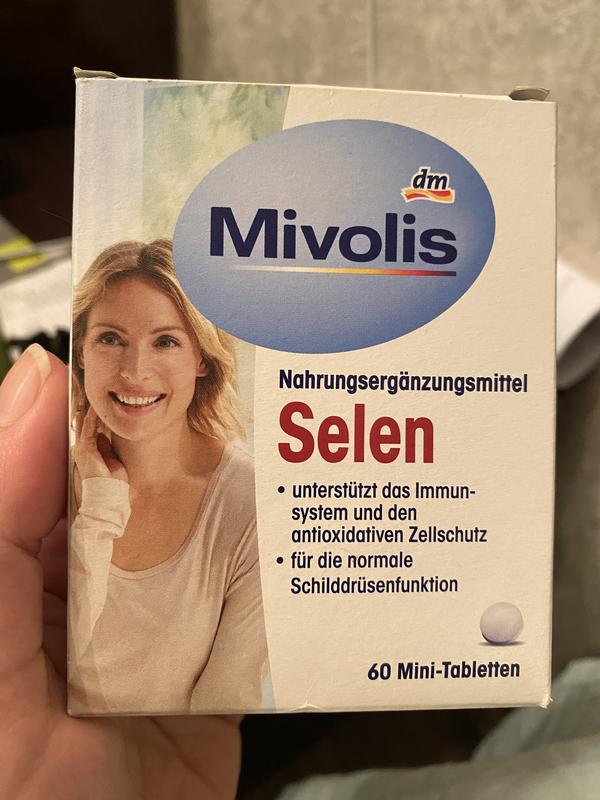 dm
Mivolis
Nahrungsergänzungsmittel
Selen
• unterstützt das Immun-
system und den
antioxidativen Zellschutz
• für die normale
Schilddrüsenfunktion
60 Mini-Tabletten